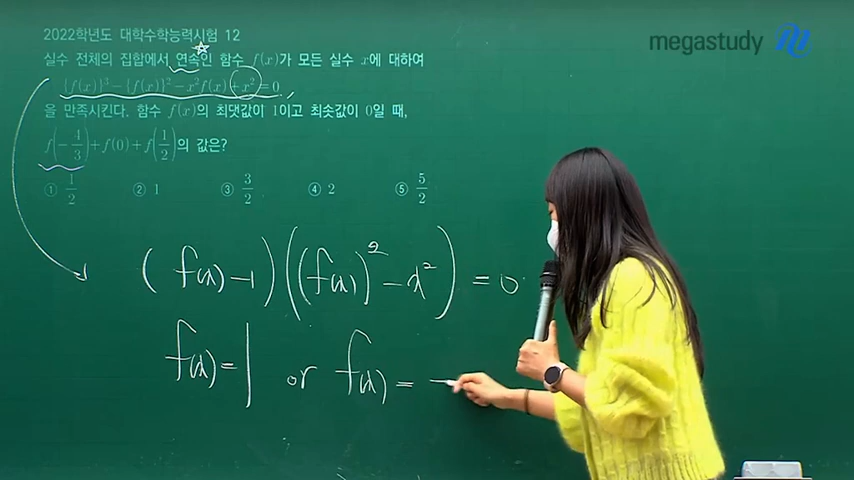 2022학년도 대학수학능력시험 12
megastudy
실수 전체의 집합에서 연속인 함수 f(x)가 모든 실수 x에 대하여
{f(x)}³-{f(x)}²-x²f(x)+x²=0
을 만족시킨다. 함수 f(x)의 최댓값이 1이고 최솟값이 0일 때,
f(-4/3)+f(0)+f(1/2)의 값은?
① 1/2 ② 1 ③ 3/2 ④ 2 ⑤ 5/2
(f(x)-1)((f(x))²-x²)=0
f(x)=1 or f(x)=-